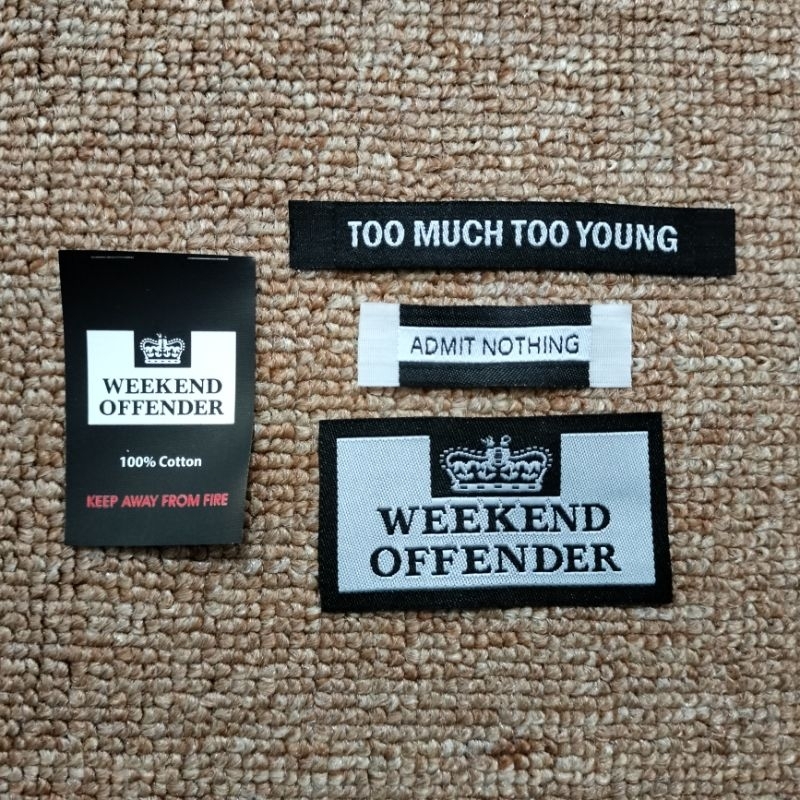 TOO MUCH TOO YOUNG
ADMIT NOTHING
WEEKEND
OFFENDER
100% Cotton
KEEP AWAY FROM FIRE
WEEKEND
OFFENDER